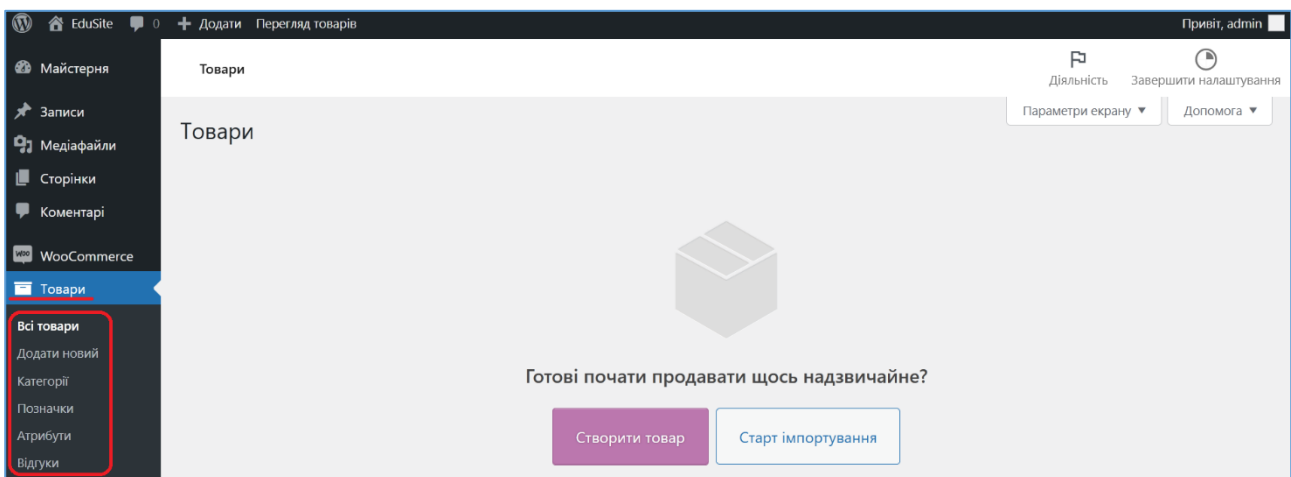 EduSite 0 Додати Перегляд товарів Привіт, admin
Майстерня
Записи
Медіафайли
Сторінки
Коментарі
WooCommerce
Товари
Всі товари
Додати новий
Категорії
Позначки
Атрибути
Відгуки
Товари
Діяльність
Завершити налаштування
Параметри екрану ▼
Допомога ▼
Товари
Готові почати продавати щось надзвичайне?
Створити товар
Старт імпортування